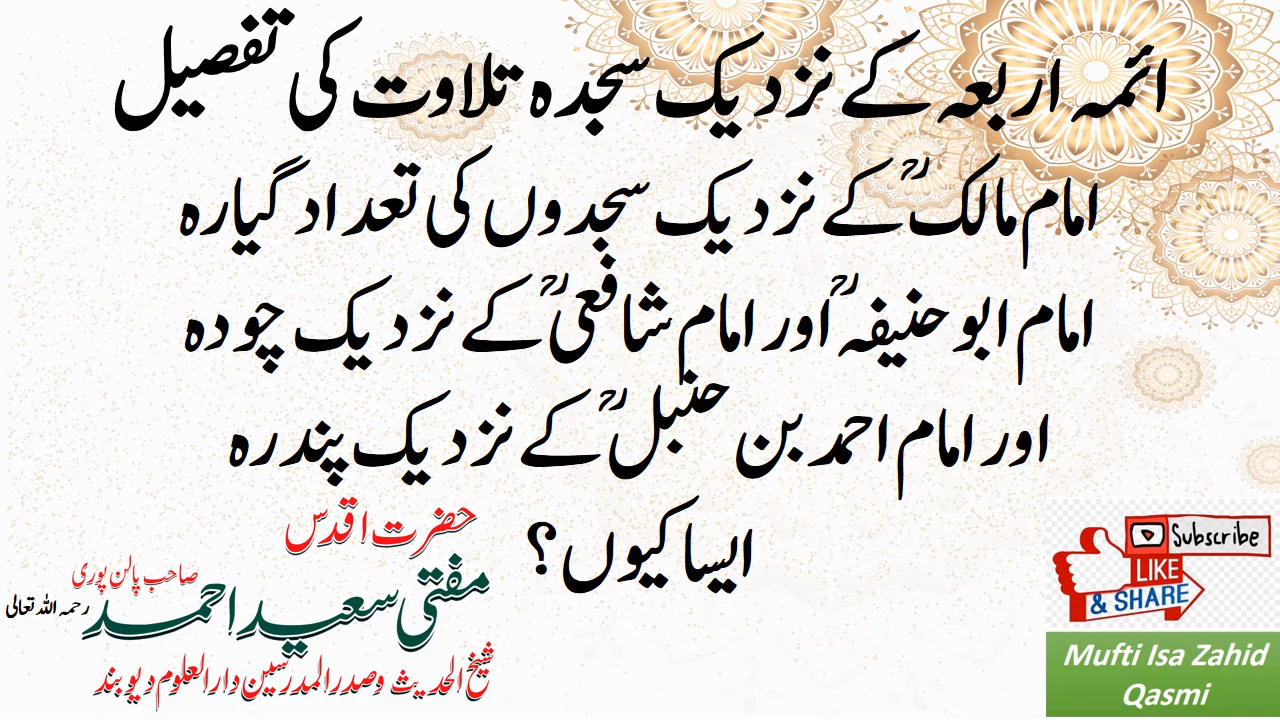 ائمہ اربعہ کے نزدیک سجدہ تلاوت کی تفصیل
امام مالکؒ کے نزدیک سجدوں کی تعداد گیارہ
امام ابو حنیفہؒ اور امام شافعیؒ کے نزدیک چودہ
اور امام احمد بن حنبلؒ کے نزدیک پندرہ
ایسا کیوں؟
حضرت اقدس
مفتی سعید احمد صاحب پالن پوری رحمہ اللہ تعالی
شیخ الحدیث و صدر المدرسین دارالعلوم دیوبند
Subscribe
LIKE
& SHARE
Mufti Isa Zahid
Qasmi